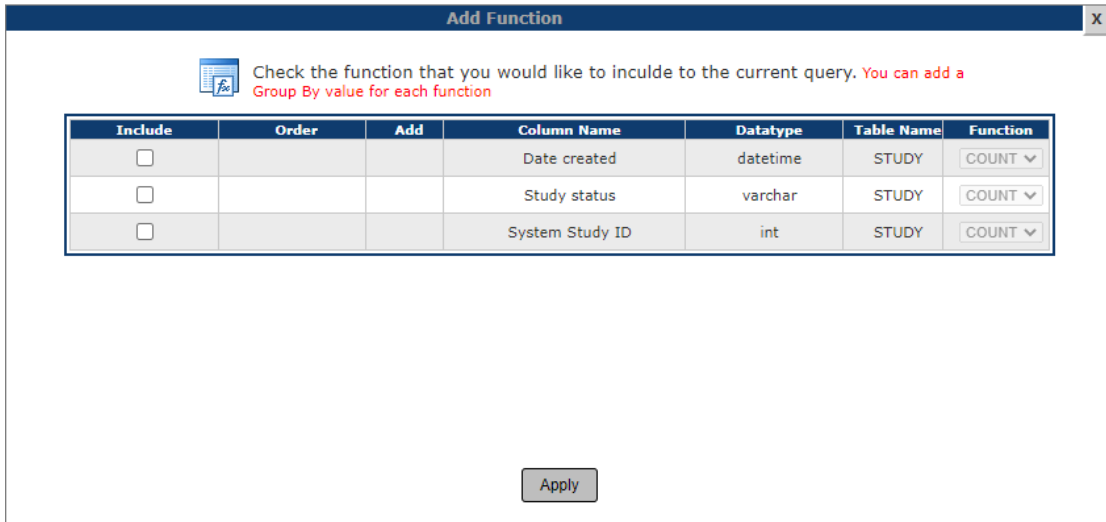 Add Function
X
Check the function that you would like to inculde to the current query. You can add a
Group By value for each function
Include Order Add Column Name Datatype Table Name Function
Date created datetime STUDY COUNT
Study status varchar STUDY COUNT
System Study ID int STUDY COUNT
Apply